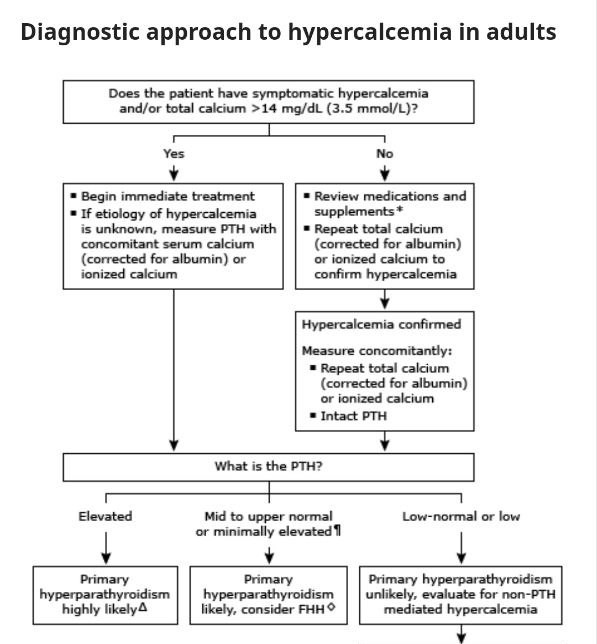 Diagnostic approach to hypercalcemia in adults
Does the patient have symptomatic hypercalcemia
and/or total calcium >14 mg/dL (3.5 mmol/L)?
Yes
No
▪ Begin immediate treatment
▪ If etiology of hypercalcemia
is unknown, measure PTH with
concomitant serum calcium
(corrected for albumin) or
ionized calcium
▪ Review medications and
supplements*
▪ Repeat total calcium
(corrected for albumin)
or ionized calcium to
confirm hypercalcemia
Hypercalcemia confirmed
Measure concomitantly:
▪ Repeat total calcium
(corrected for albumin)
or ionized calcium
▪ Intact PTH
What is the PTH?
Elevated
Mid to upper normal
or minimally elevated¶
Low-normal or low
Primary
hyperparathyroidism
highly likelyΔ
Primary
hyperparathyroidism
likely, consider FHH◇
Primary hyperparathyroidism
unlikely, evaluate for non-PTH
mediated hypercalcemia